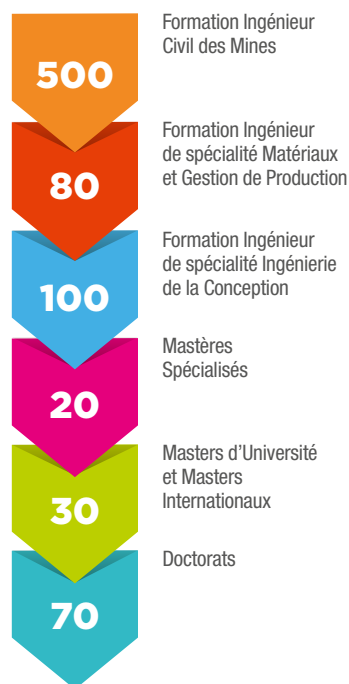 Formation Ingénieur
Civil des Mines
500
Formation Ingénieur
de spécialité Matériaux
et Gestion de Production
80
Formation Ingénieur
de spécialité Ingénierie
de la Conception
100
Mastères
Spécialisés
20
Masters d’Université
et Masters
Internationaux
30
Doctorats
70